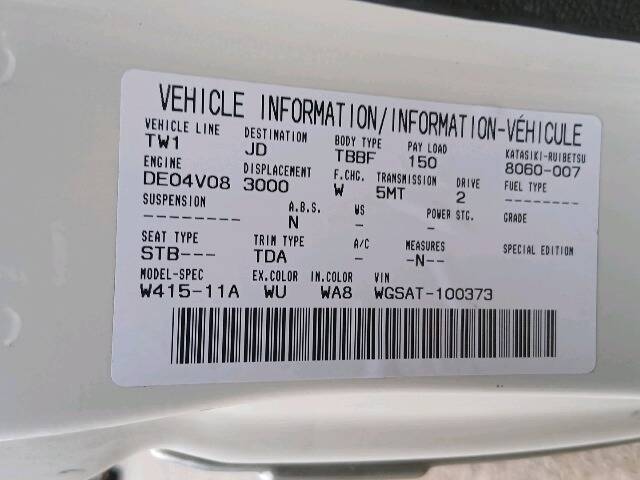 VEHICLE INFORMATION/INFORMATION-VÉHICULE
VEHICLE LINE DESTINATION BODY TYPE PAY LOAD KATASIKI-RUIBETSU
TW1 JD TBBF 150 8060-007
ENGINE DISPLACEMENT F.CHG. TRANSMISSION DRIVE FUEL TYPE
DE04V08 3000 W 5MT 2 --------
SUSPENSION A.B.S. WS POWER STG. GRADE
-------- N - -
SEAT TYPE TRIM TYPE A/C MEASURES SPECIAL EDITION
STB--- TDA - -N--
MODEL-SPEC EX.COLOR IN.COLOR VIN
W415-11A WU WA8 WGSAT-100373